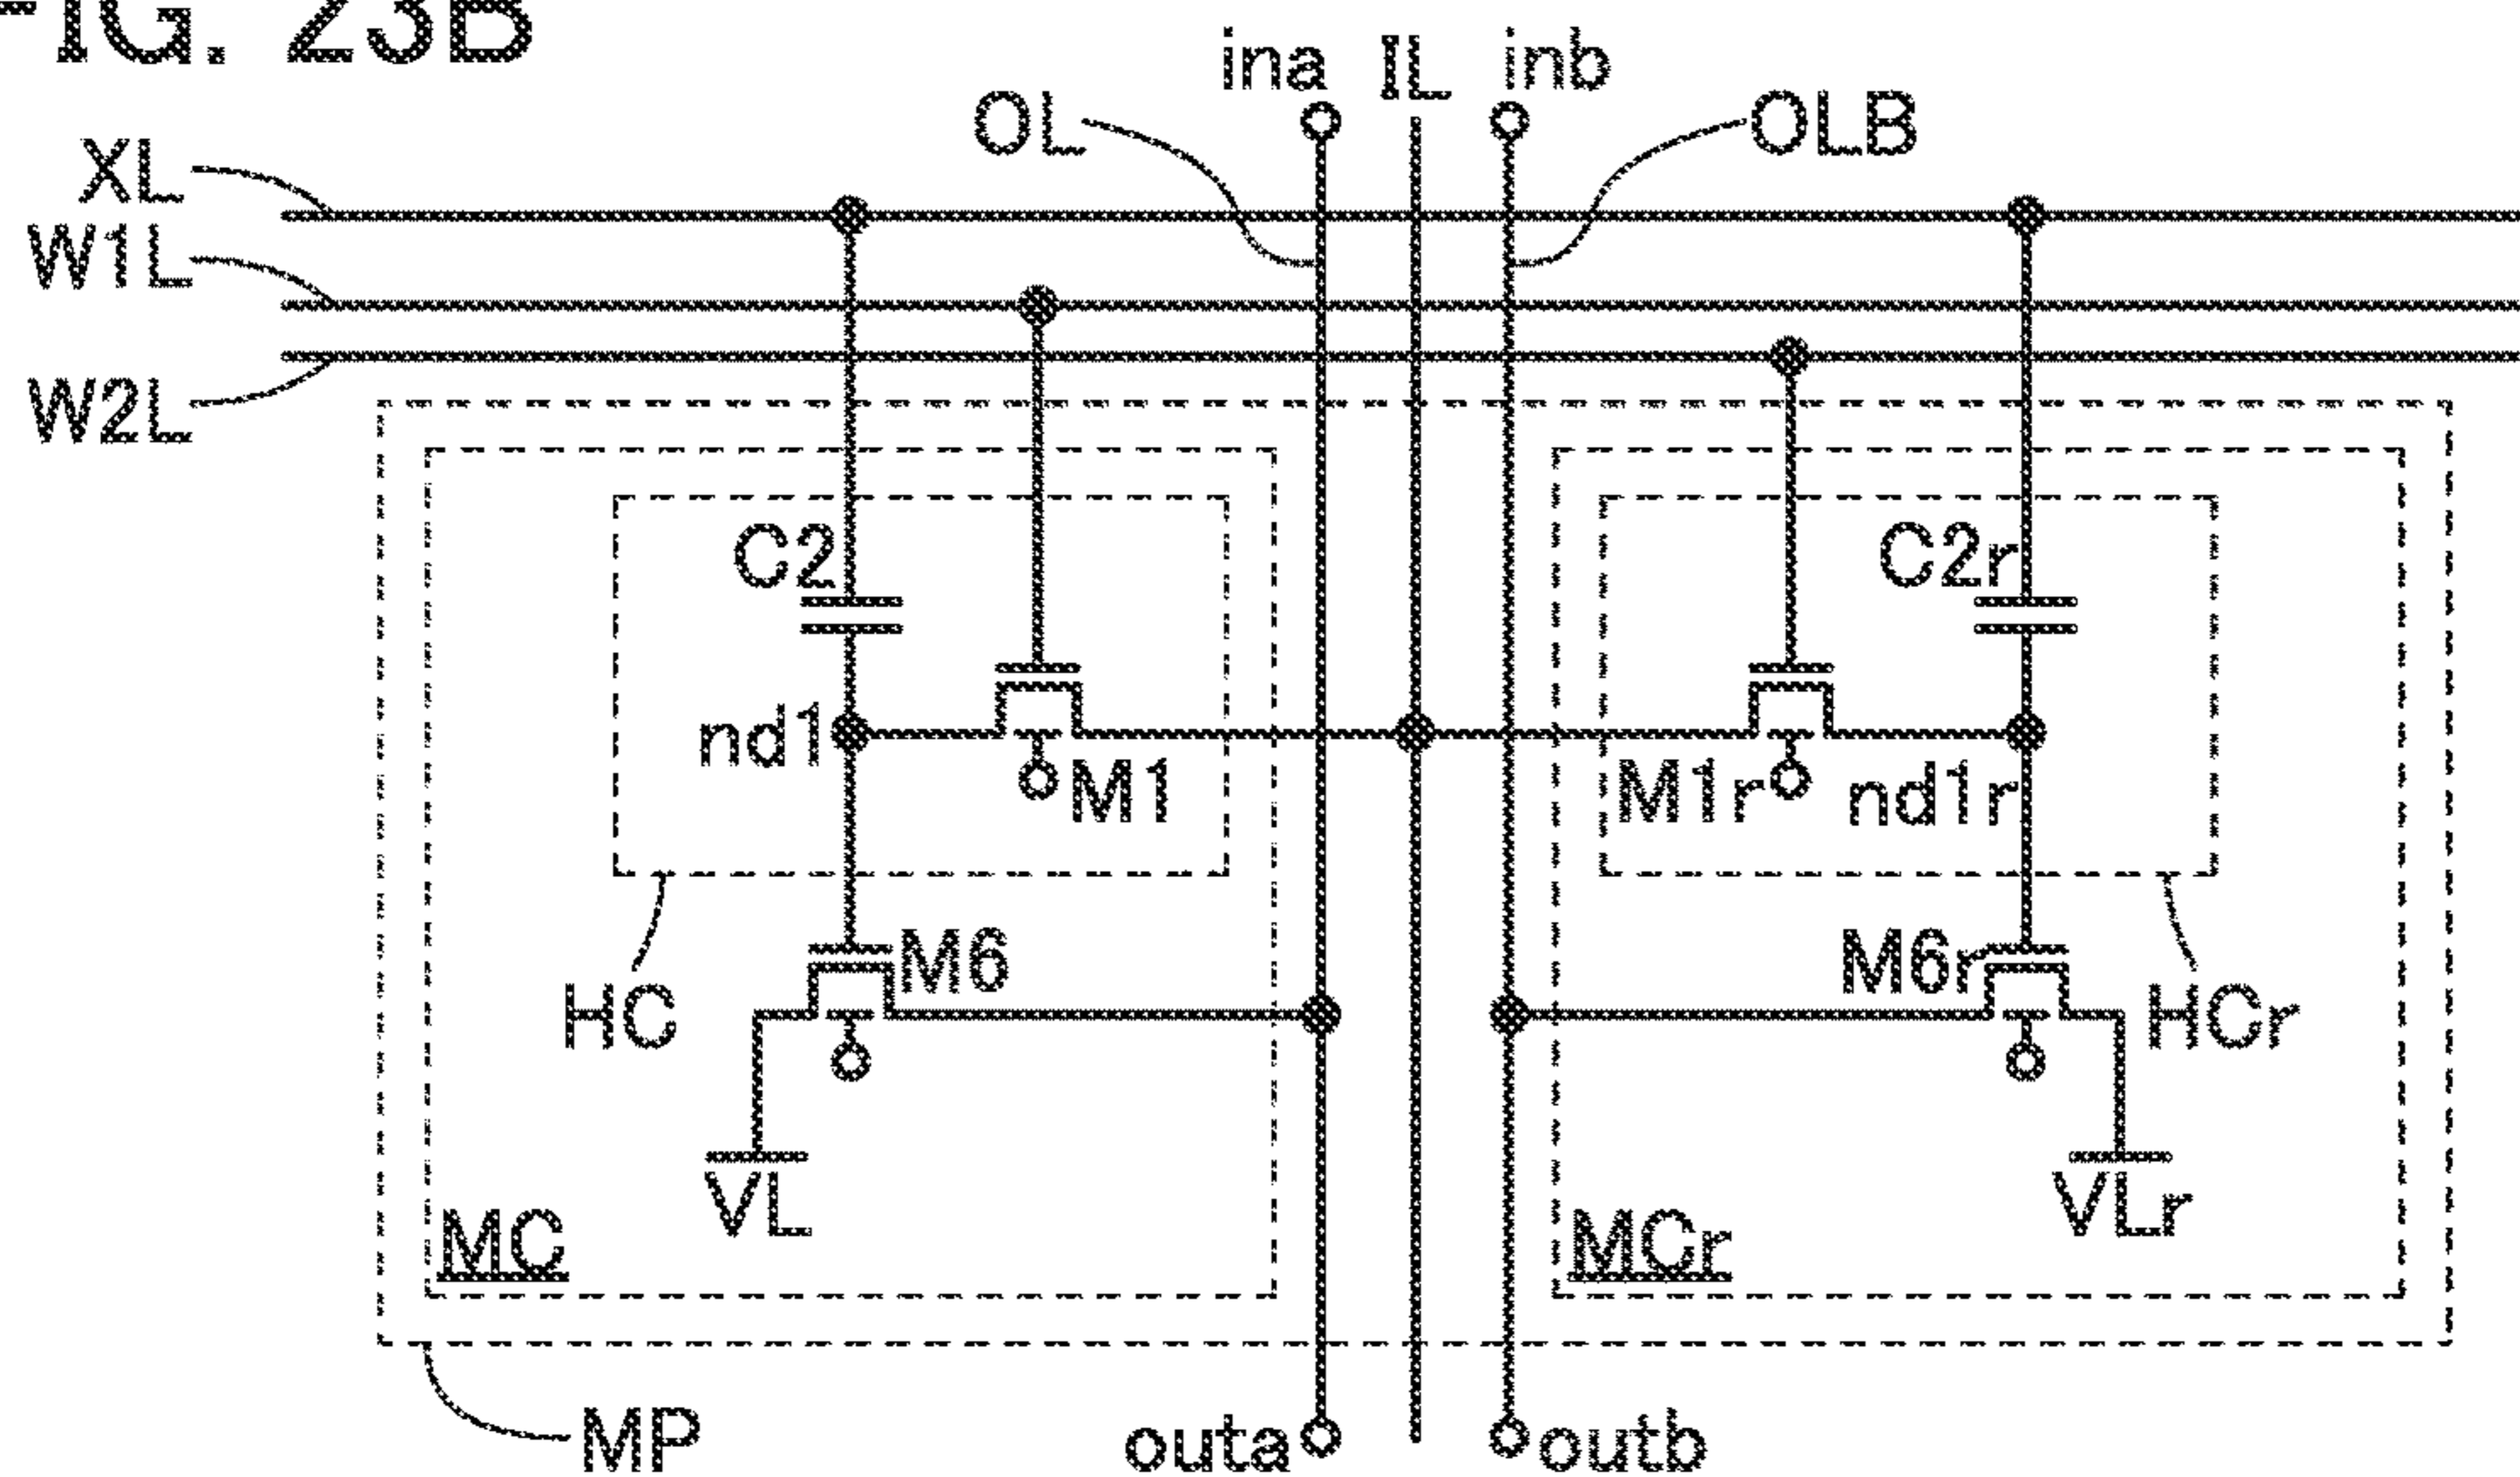 FIG. 23B
ina IL inb
OL OLB
XL
W1L
W2L
C2 C2r
nd1 M1 M1r nd1r
M6 M6r
HC HCr
VL VLr
MC MCr
MP outa outb